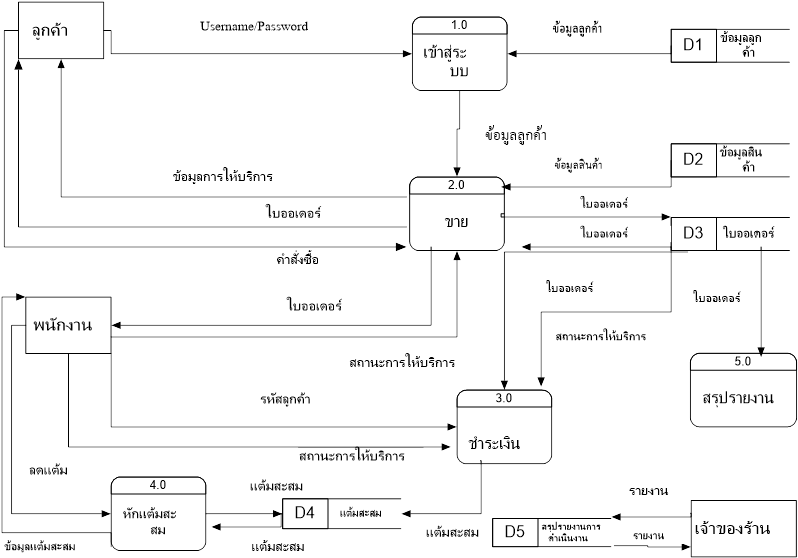 ลูกค้า
Username/Password
1.0
เข้าสู่ระ
บบ
ข้อมูลลูกค้า
D1
ข้อมูลลูก
ค้า
ข้อมูลลูกค้า
D2
ข้อมูลสิน
ค้า
ข้อมูลสินค้า
ข้อมูลการให้บริการ
2.0
ขาย
ใบออเดอร์
ใบออเดอร์
ใบออเดอร์
D3
ใบออเดอร์
คำสั่งซื้อ
ใบออเดอร์
ใบออเดอร์
ใบออเดอร์
พนักงาน
สถานะการให้บริการ
สถานะการให้บริการ
5.0
สรุปรายงาน
รหัสลูกค้า
3.0
ชำระเงิน
สถานะการให้บริการ
ลดแต้ม
4.0
หักแต้มสะ
สม
แต้มสะสม
D4
แต้มสะสม
แต้มสะสม
แต้มสะสม
ข้อมูลแต้มสะสม
รายงาน
D5
สรุปรายงานการ
ดำเนินงาน
รายงาน
เจ้าของร้าน